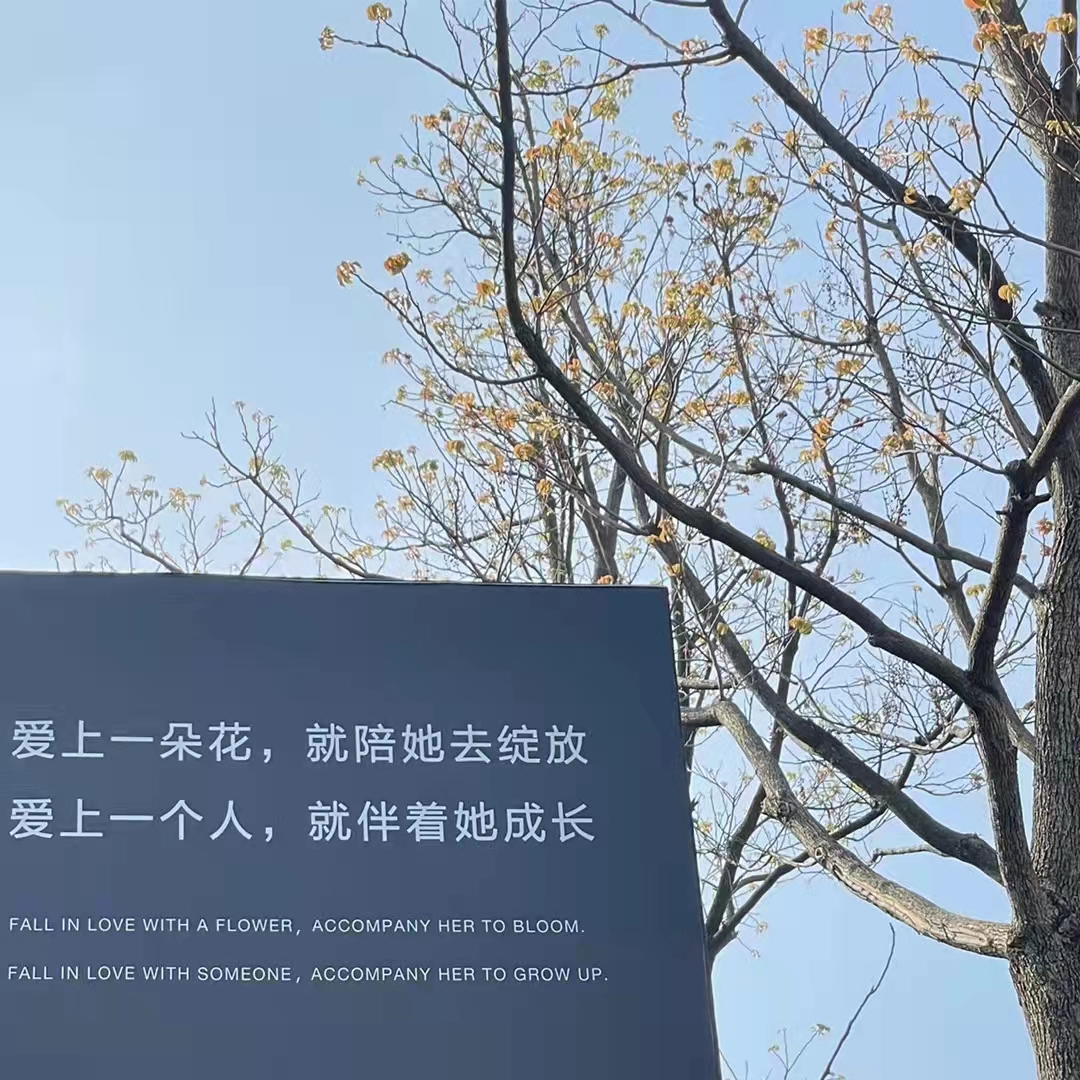 爱上一朵花，就陪她去绽放
爱上一个人，就伴着她成长
FALL IN LOVE WITH A FLOWER，ACCOMPANY HER TO BLOOM.
FALL IN LOVE WITH SOMEONE，ACCOMPANY HER TO GROW UP.